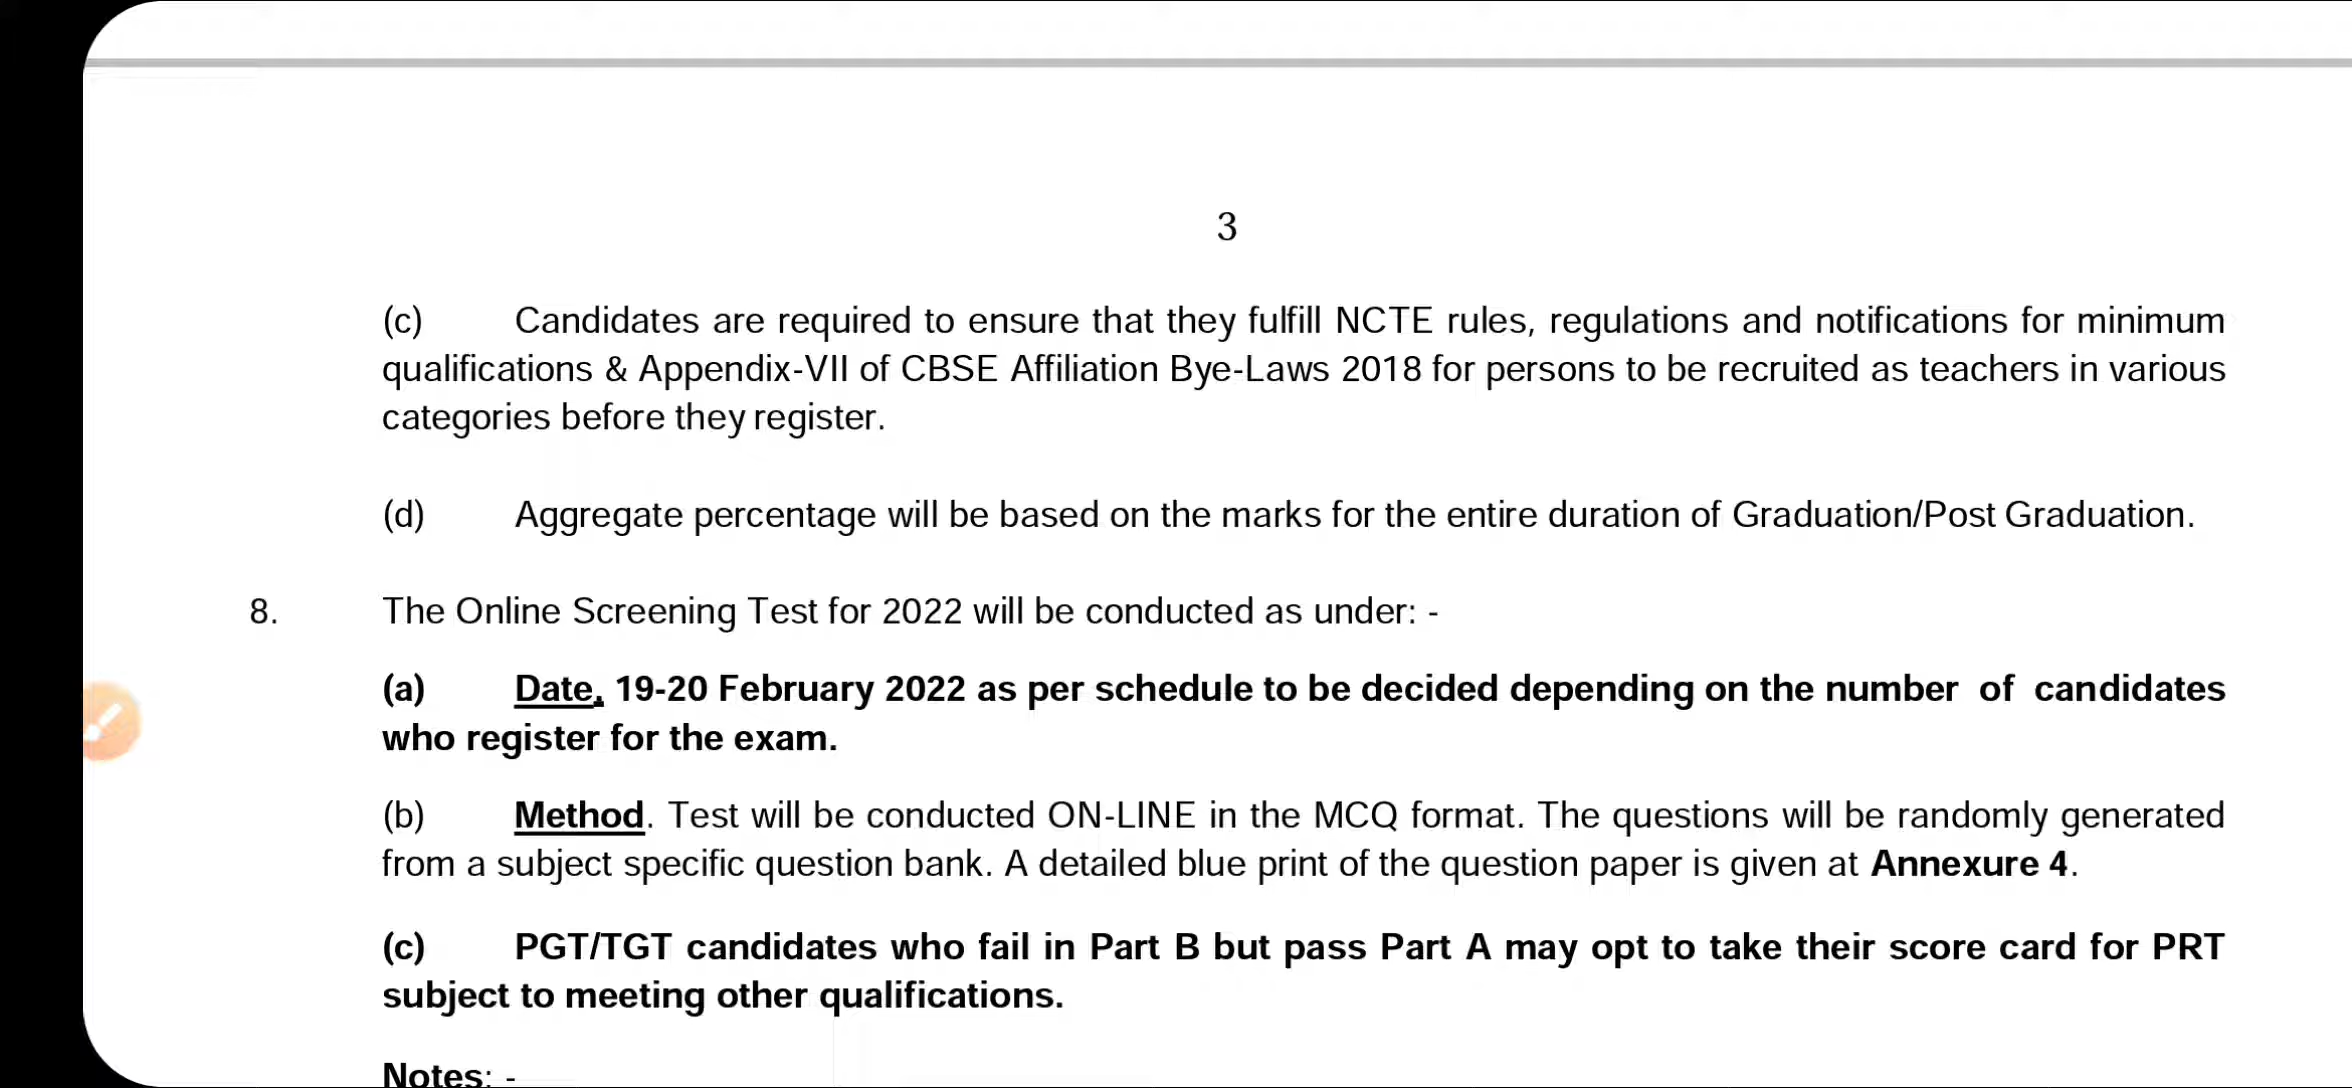 3
(c) Candidates are required to ensure that they fulfill NCTE rules, regulations and notifications for minimum
qualifications & Appendix-VII of CBSE Affiliation Bye-Laws 2018 for persons to be recruited as teachers in various
categories before they register.
(d) Aggregate percentage will be based on the marks for the entire duration of Graduation/Post Graduation.
8. The Online Screening Test for 2022 will be conducted as under: -
(a) Date. 19-20 February 2022 as per schedule to be decided depending on the number of candidates
who register for the exam.
(b) Method. Test will be conducted ON-LINE in the MCQ format. The questions will be randomly generated
from a subject specific question bank. A detailed blue print of the question paper is given at Annexure 4.
(c) PGT/TGT candidates who fail in Part B but pass Part A may opt to take their score card for PRT
subject to meeting other qualifications.
Notes: -